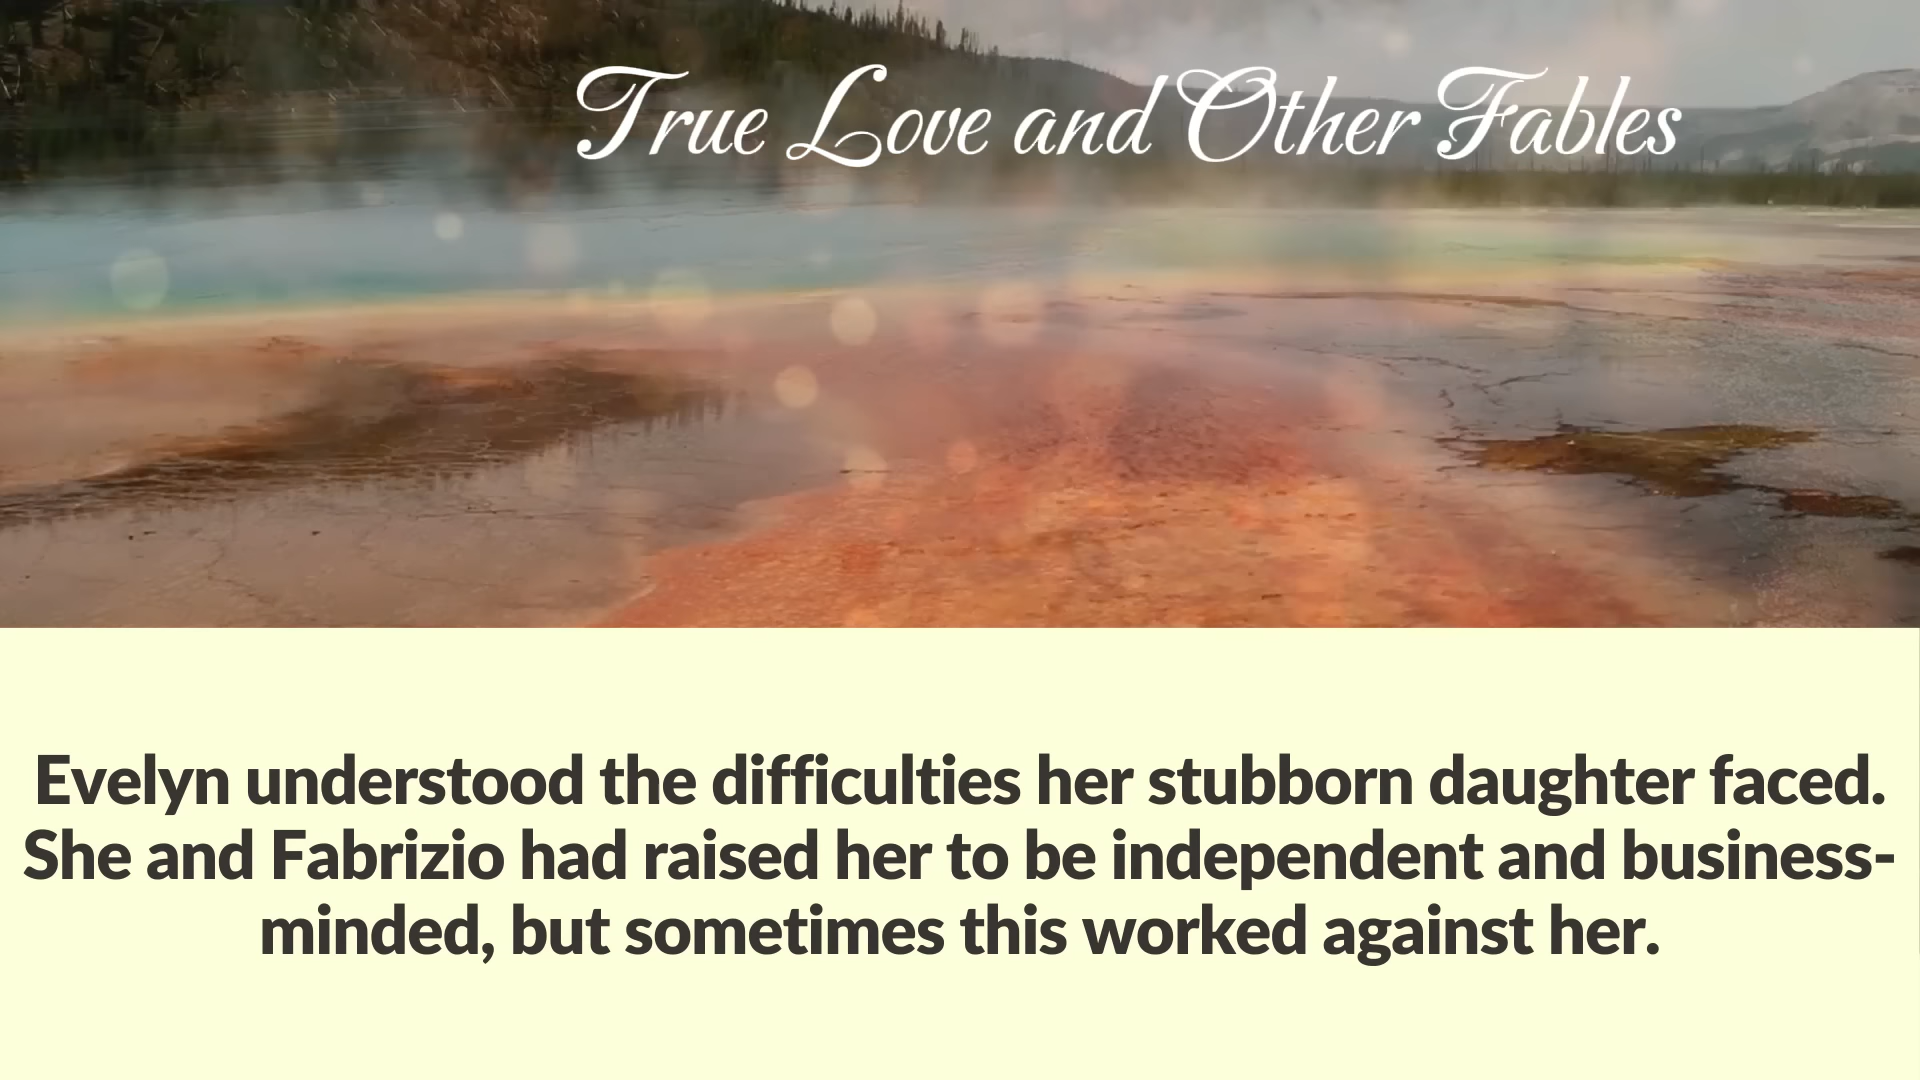 True Love and Other Fables
Evelyn understood the difficulties her stubborn daughter faced.
She and Fabrizio had raised her to be independent and business-
minded, but sometimes this worked against her.